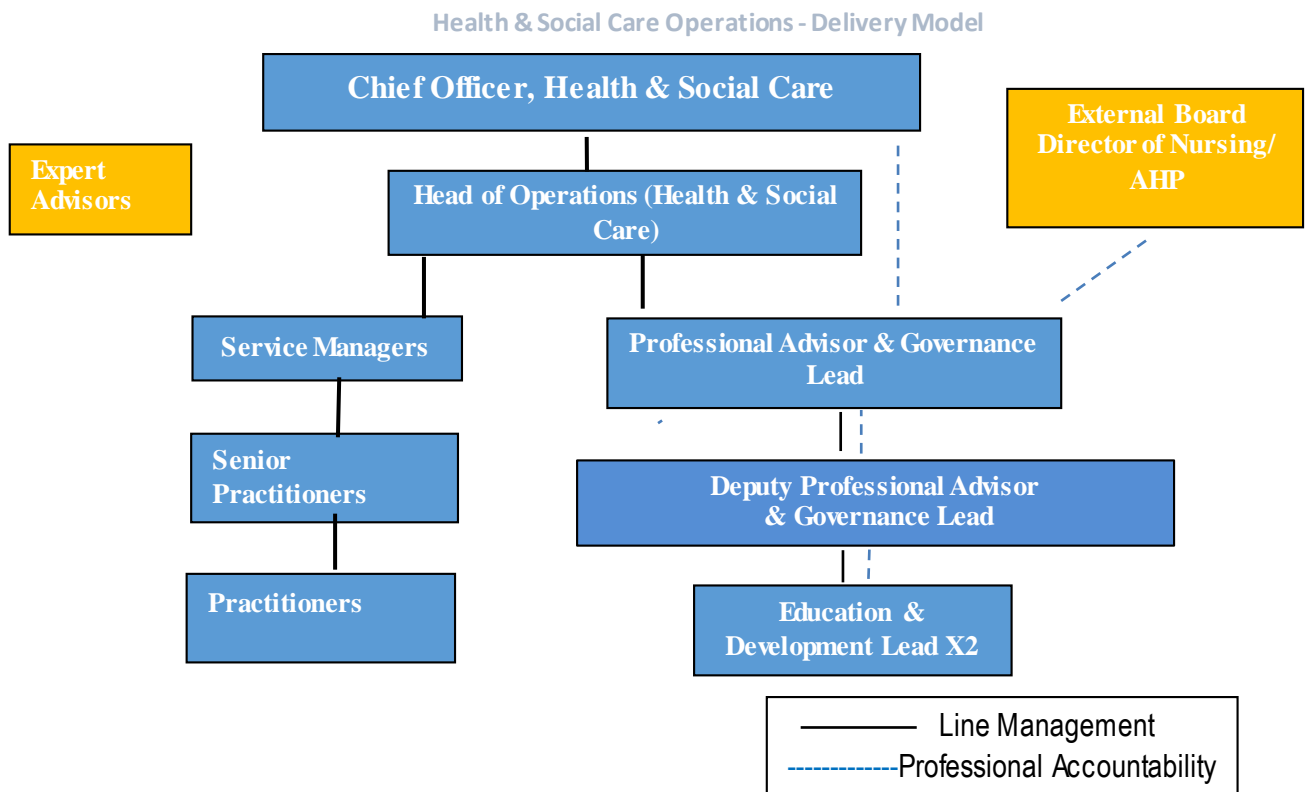 Health & Social Care Operations - Delivery Model
Chief Officer, Health & Social Care
External Board
Director of Nursing/
AHP
Expert
Advisors
Head of Operations (Health & Social
Care)
Service Managers
Professional Advisor & Governance
Lead
Senior
Practitioners
Deputy Professional Advisor
& Governance Lead
Practitioners
Education &
Development Lead X2
Line Management
Professional Accountability